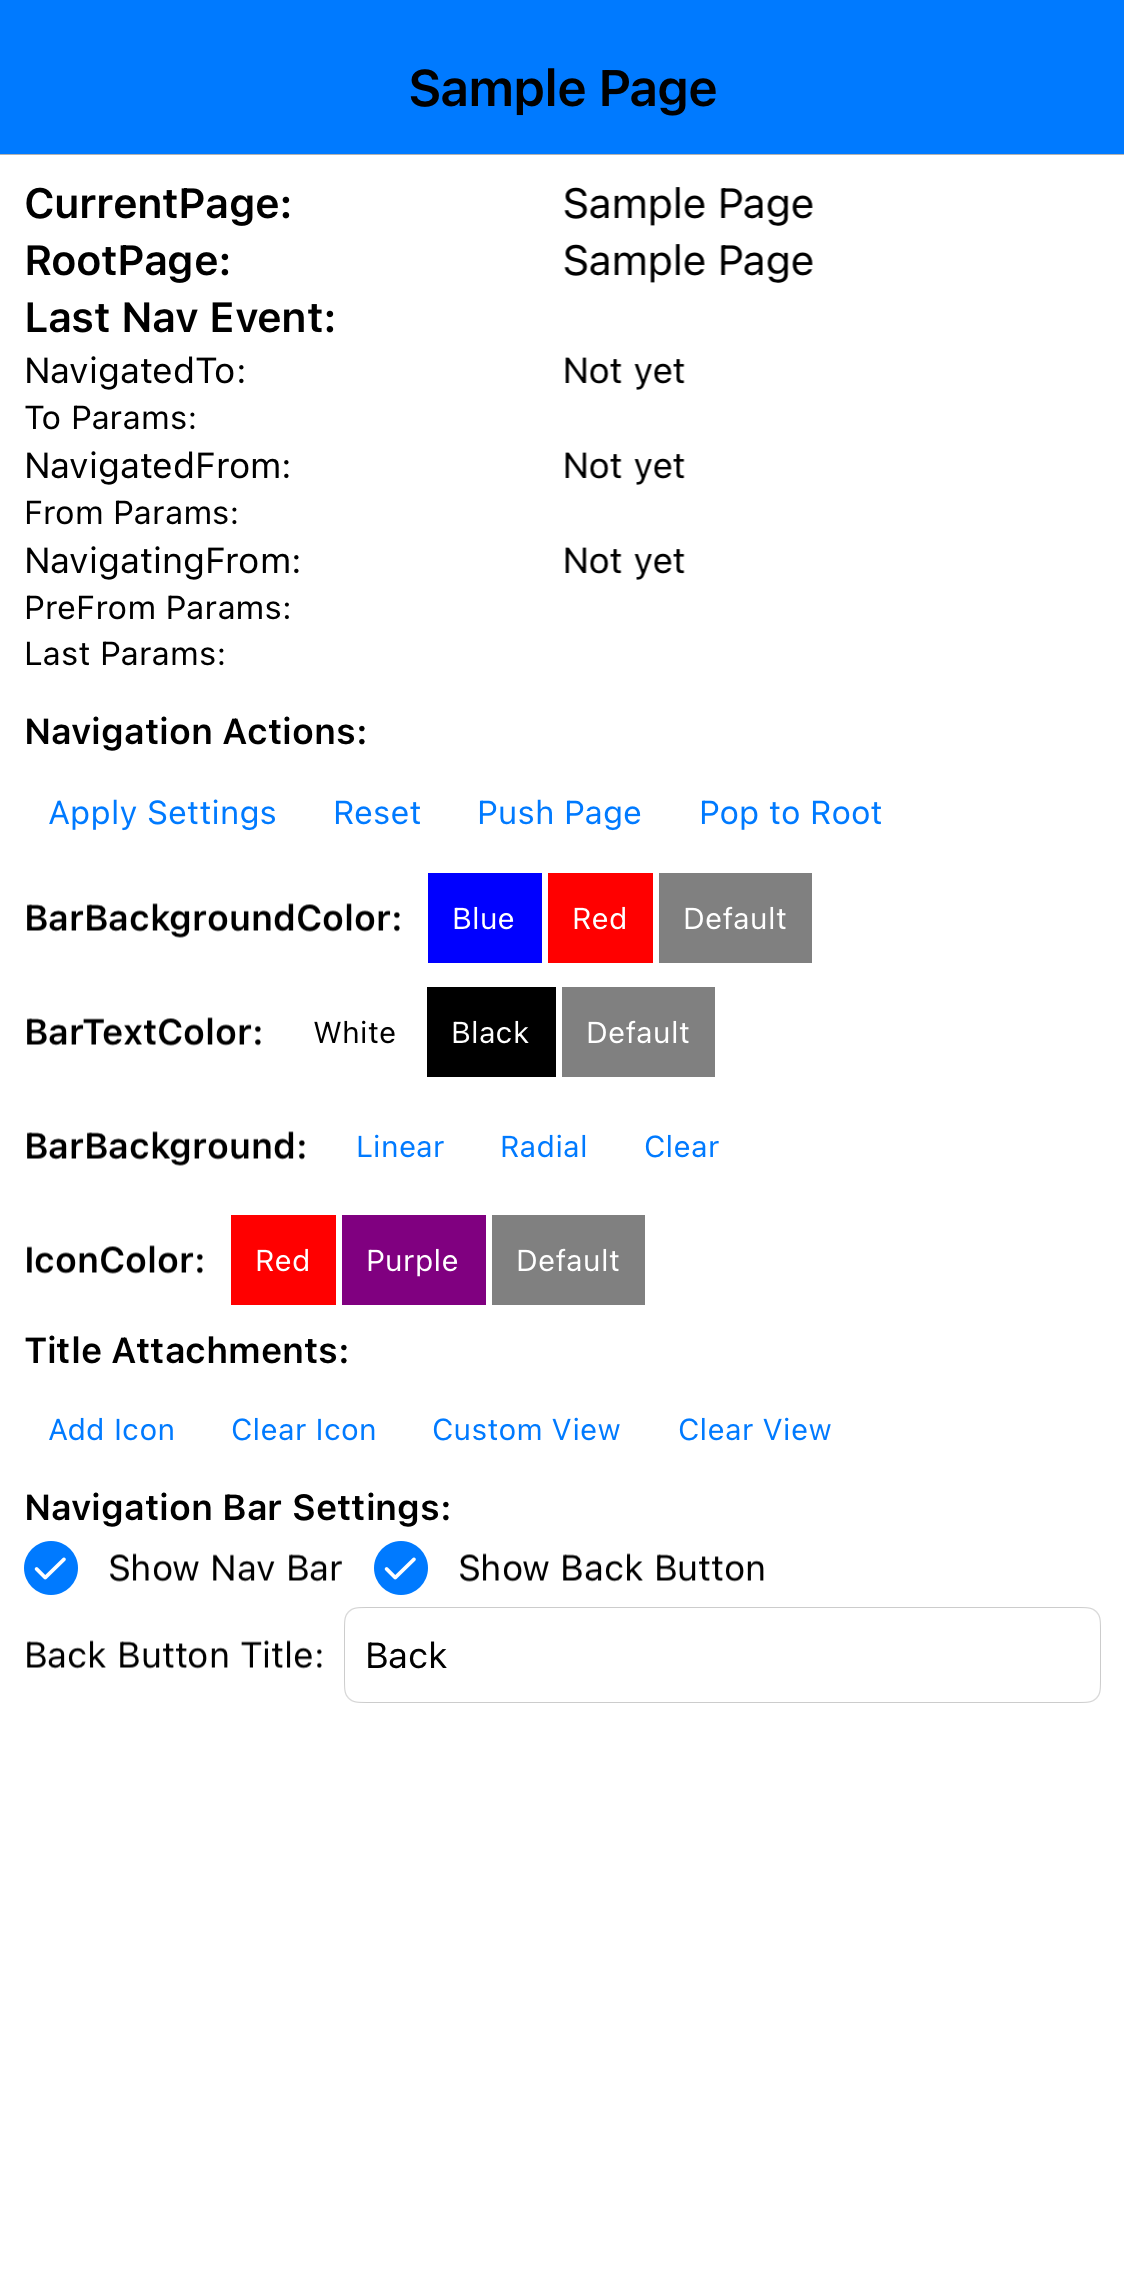 Sample Page
CurrentPage: Sample Page
RootPage: Sample Page
Last Nav Event:
NavigatedTo: Not yet
To Params:
NavigatedFrom: Not yet
From Params:
NavigatingFrom: Not yet
PreFrom Params:
Last Params:
Navigation Actions:
Apply Settings Reset Push Page Pop to Root
BarBackgroundColor: Blue Red Default
BarTextColor: White Black Default
BarBackground: Linear Radial Clear
IconColor: Red Purple Default
Title Attachments:
Add Icon Clear Icon Custom View Clear View
Navigation Bar Settings:
Show Nav Bar Show Back Button
Back Button Title: Back